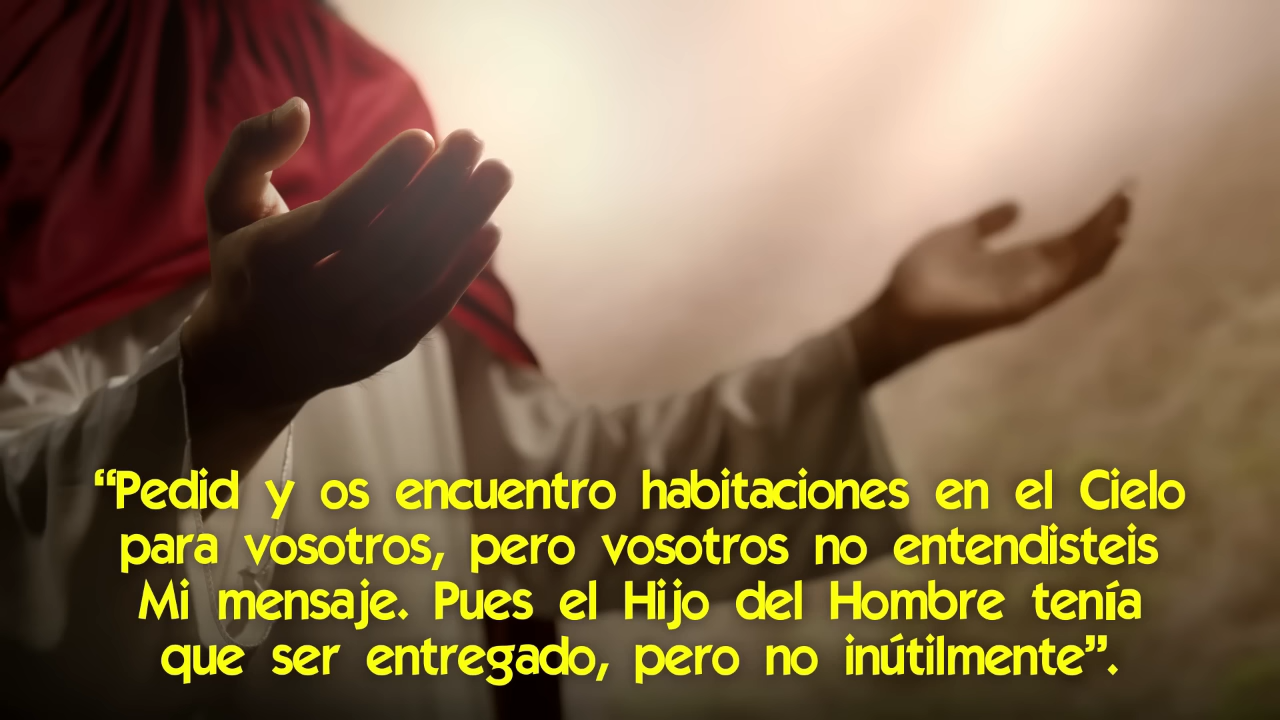 “Pedid y os encuentro habitaciones en el Cielo
para vosotros, pero vosotros no entendisteis
Mi mensaje. Pues el Hijo del Hombre tenía
que ser entregado, pero no inútilmente”.